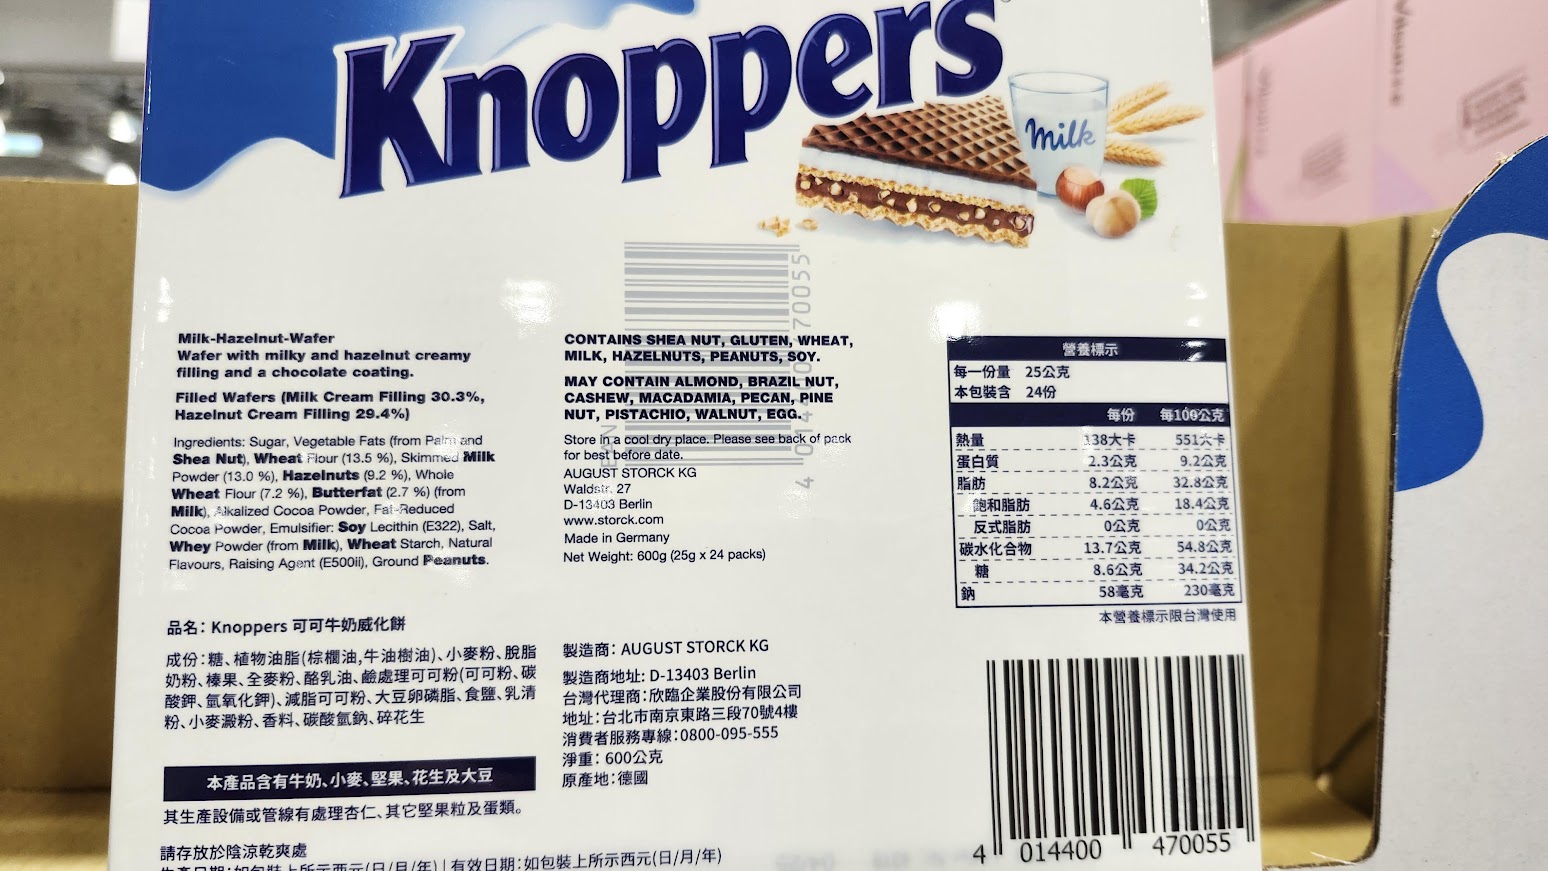 Knoppers
Milk
Milk-Hazelnut-Wafer
Wafer with milky and hazelnut creamy
filling and a chocolate coating.
Filled Wafers (Milk Cream Filling 30.3%,
Hazelnut Cream Filling 29.4%)
Ingredients: Sugar, Vegetable Fats (from Palm and
Shea Nut), Wheat Flour (13.5 %), Skimmed Milk
Powder (13.0 %), Hazelnuts (9.2 %), Whole
Wheat Flour (7.2 %), Butterfat (2.7 %) (from
Milk), Alkalized Cocoa Powder, Fat-Reduced
Cocoa Powder, Emulsifier: Soy Lecithin (E322), Salt,
Whey Powder (from Milk), Wheat Starch, Natural
Flavours, Raising Agent (E500ii), Ground Peanuts.
CONTAINS SHEA NUT, GLUTEN, WHEAT,
MILK, HAZELNUTS, PEANUTS, SOY.
MAY CONTAIN ALMOND, BRAZIL NUT,
CASHEW, MACADAMIA, PECAN, PINE
NUT, PISTACHIO, WALNUT, EGG.
Store in a cool dry place. Please see back of pack
for best before date.
AUGUST STORCK KG
Waldstr. 27
D-13403 Berlin
www.storck.com
Made in Germany
Net Weight: 600g (25g x 24 packs)
營養標示
每一份量 25公克
本包裝含 24份
每份 每100公克
熱量 138大卡 551大卡
蛋白質 2.3公克 9.2公克
脂肪 8.2公克 32.8公克
飽和脂肪 4.6公克 18.4公克
反式脂肪 0公克 0公克
碳水化合物 13.7公克 54.8公克
糖 8.6公克 34.2公克
鈉 58毫克 230毫克
本營養標示限台灣使用
品名：Knoppers 可可牛奶威化餅
成份：糖、植物油脂(棕櫚油,牛油樹油)、小麥粉、脫脂
奶粉、榛果、全麥粉、酪乳油、鹼處理可可粉(可可粉、碳
酸鉀、氫氧化鉀)、減脂可可粉、大豆卵磷脂、食鹽、乳清
粉、小麥澱粉、香料、碳酸氫鈉、碎花生
本產品含有牛奶、小麥、堅果、花生及大豆
其生產設備或管線有處理杏仁、其它堅果粒及蛋類。
請存放於陰涼乾爽處
生產日期：如包裝上所示西元(日/月/年) | 有效日期：如包裝上所示西元(日/月/年)
製造商：AUGUST STORCK KG
製造商地址：D-13403 Berlin
台灣代理商：欣臨企業股份有限公司
地址：台北市南京東路三段70號4樓
消費者服務專線：0800-095-555
淨重：600公克
原產地：德國
4 014400 470055